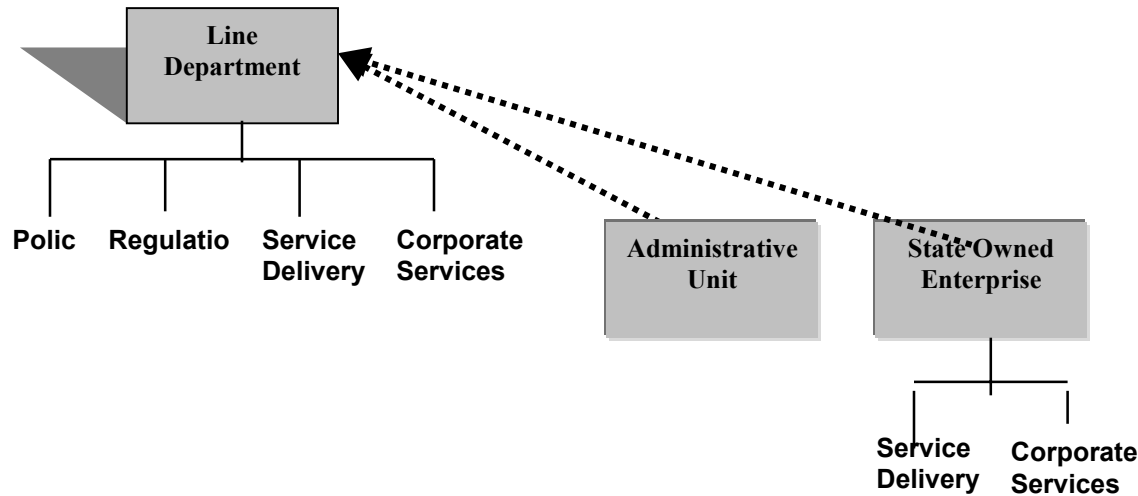 Line
Department
Polic
Regulatio
Service
Delivery
Corporate
Services
Administrative
Unit
State Owned
Enterprise
Service
Delivery
Corporate
Services